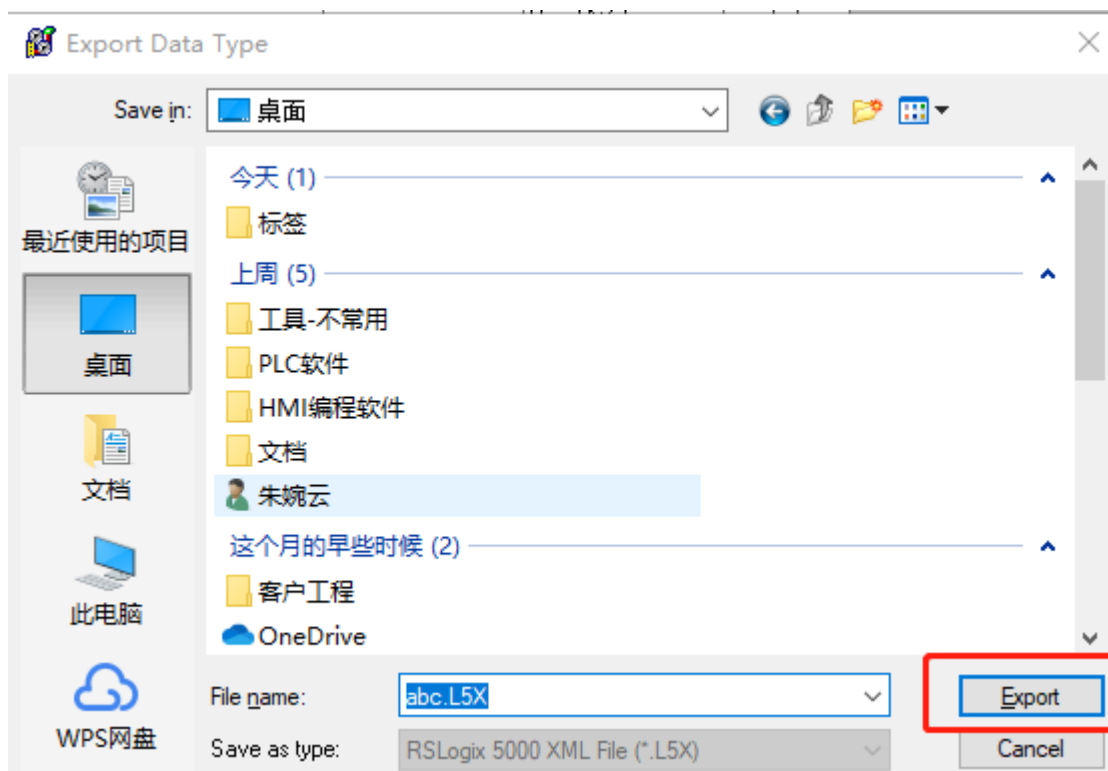 Export Data Type
Save in:
桌面
今天 (1)
标签
上周 (5)
工具-不常用
PLC软件
HMI编程软件
文档
朱婉云
这个月的早些时候 (2)
客户工程
OneDrive
最近使用的项目
桌面
文档
此电脑
WPS网盘
File name:
abc.L5X
Export
Save as type:
RSLogix 5000 XML File (*.L5X)
Cancel